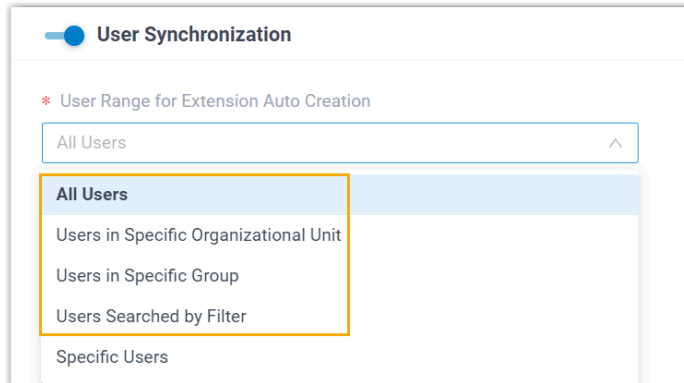 User Synchronization
* User Range for Extension Auto Creation
All Users
All Users
Users in Specific Organizational Unit
Users in Specific Group
Users Searched by Filter
Specific Users